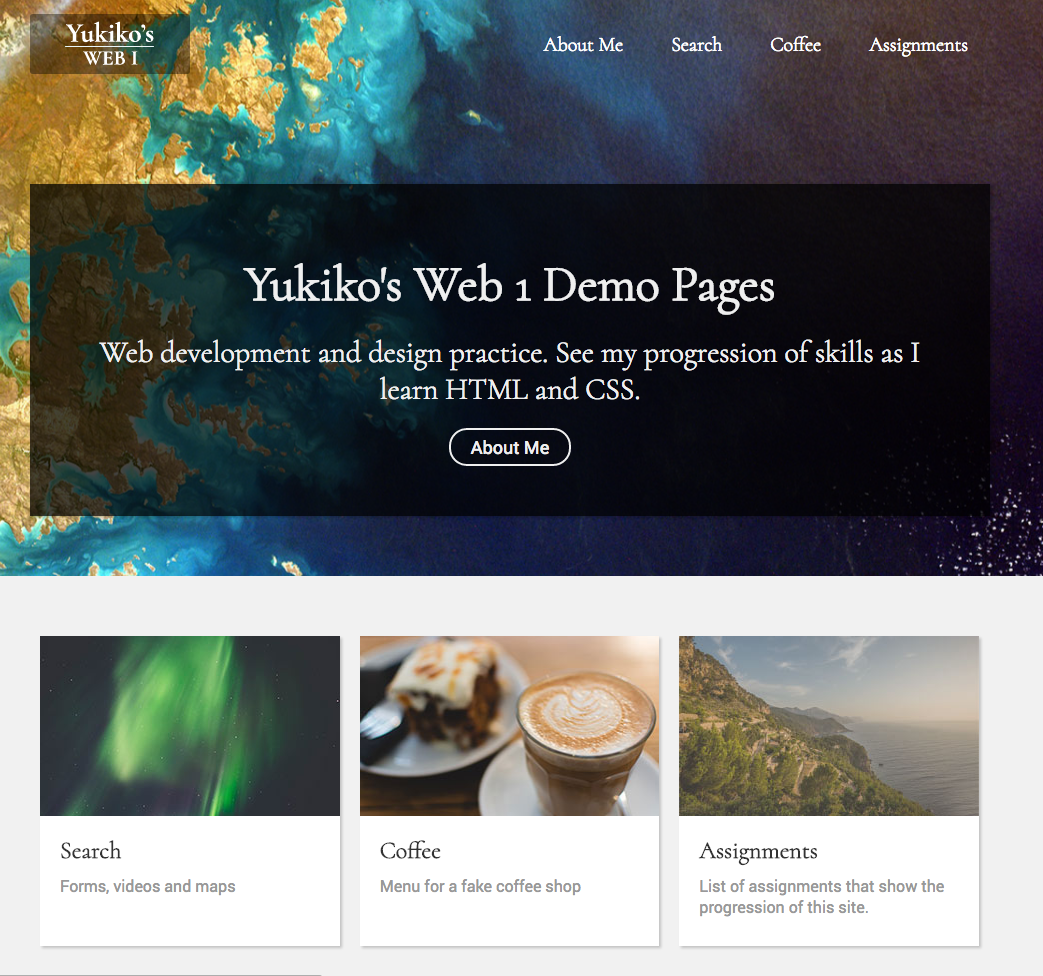 Yukiko’s
WEB I
About Me Search Coffee Assignments
Yukiko's Web 1 Demo Pages
Web development and design practice. See my progression of skills as I
learn HTML and CSS.
About Me
Search
Forms, videos and maps
Coffee
Menu for a fake coffee shop
Assignments
List of assignments that show the
progression of this site.